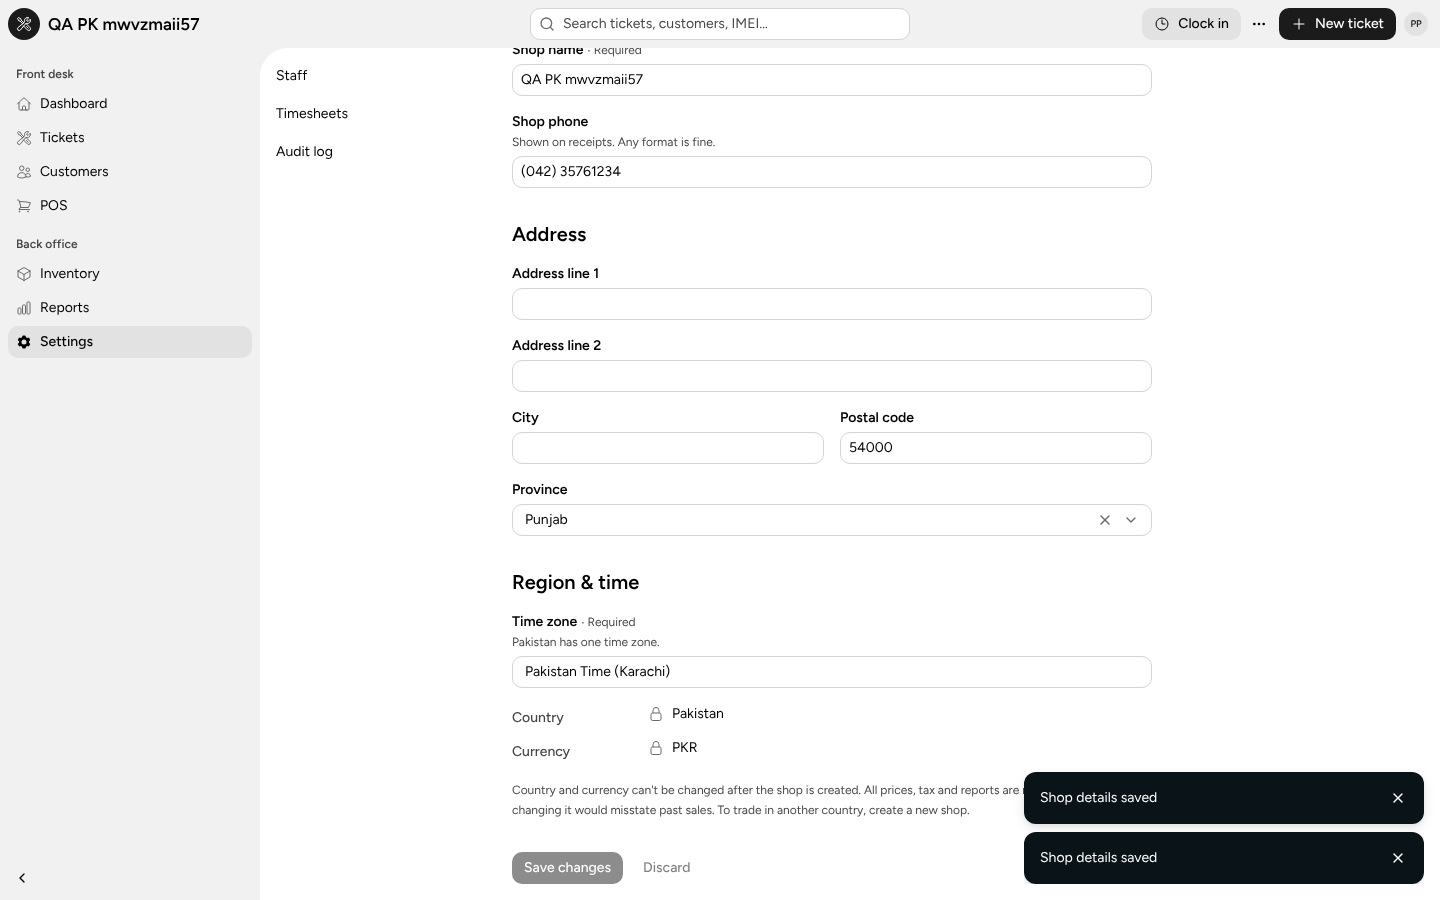 QA PK mwvzmaii57
Search tickets, customers, IMEI...
Clock in
New ticket
PP
Front desk
Dashboard
Tickets
Customers
POS
Back office
Inventory
Reports
Settings
Staff
Timesheets
Audit log
Shop name · Required
QA PK mwvzmaii57
Shop phone
Shown on receipts. Any format is fine.
(042) 35761234
Address
Address line 1
Address line 2
City
Postal code
54000
Province
Punjab
Region & time
Time zone · Required
Pakistan has one time zone.
Pakistan Time (Karachi)
Country
Pakistan
Currency
PKR
Country and currency can't be changed after the shop is created. All prices, tax and reports are
changing it would misstate past sales. To trade in another country, create a new shop.
Save changes
Discard
Shop details saved
Shop details saved